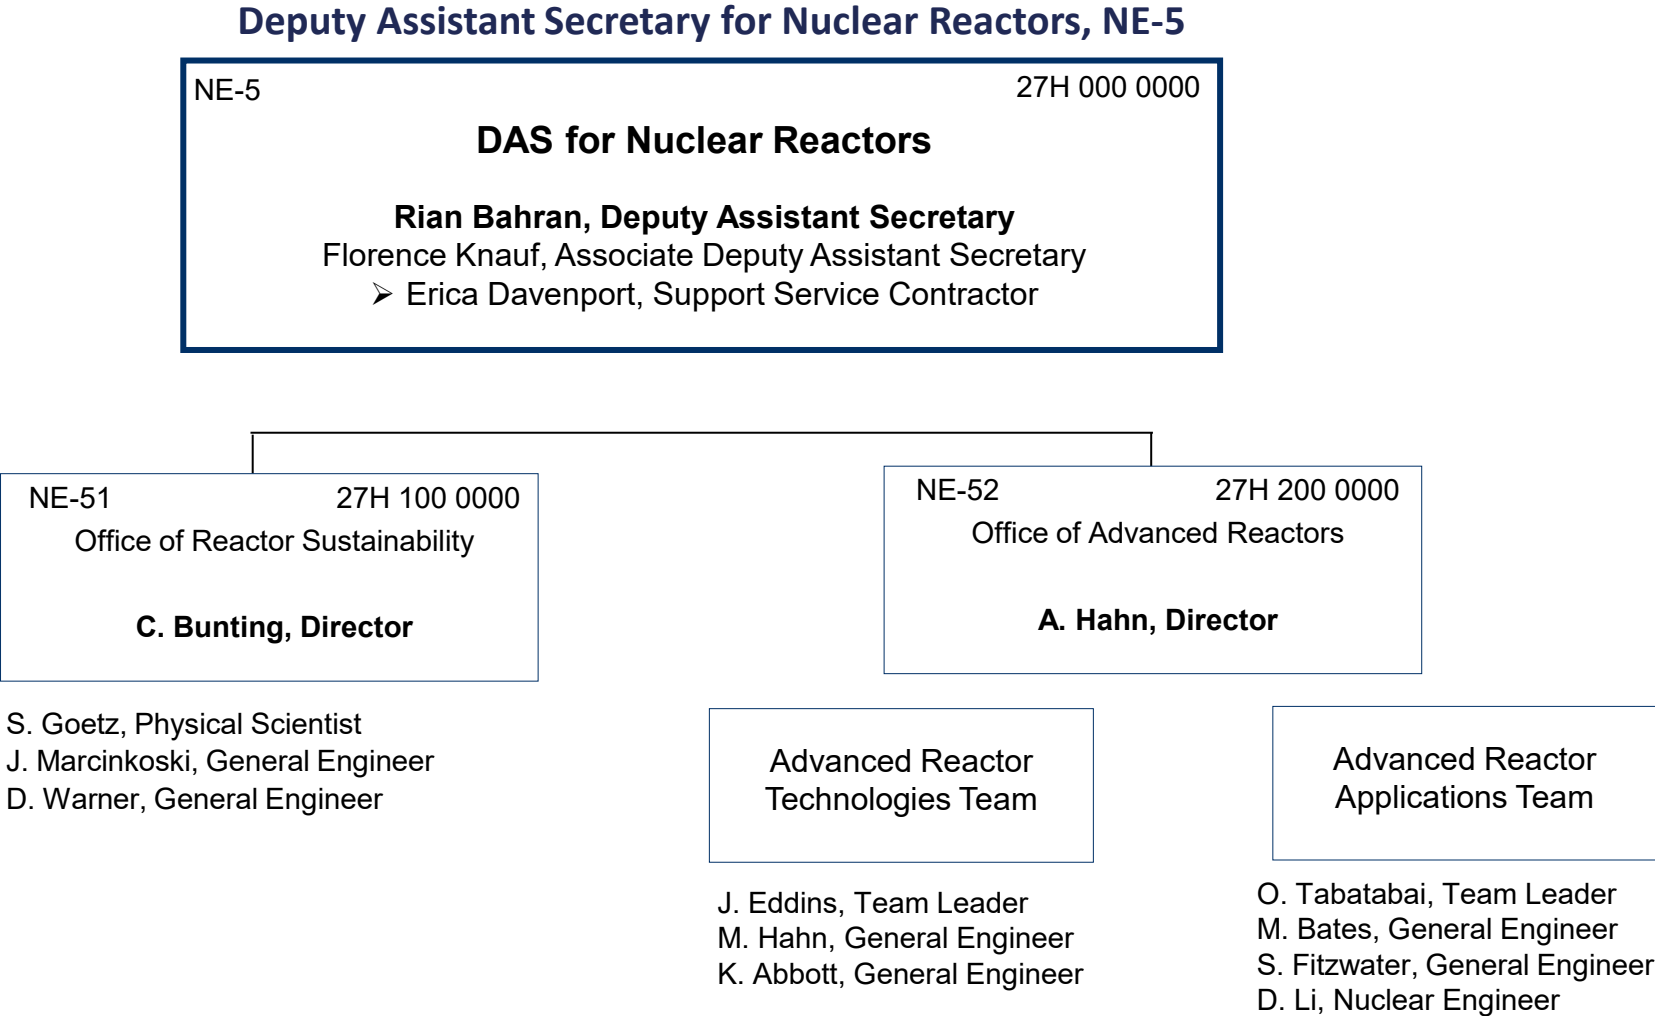 Deputy Assistant Secretary for Nuclear Reactors, NE-5
NE-5 27H 000 0000
DAS for Nuclear Reactors
Rian Bahran, Deputy Assistant Secretary
Florence Knauf, Associate Deputy Assistant Secretary
➢ Erica Davenport, Support Service Contractor
NE-51 27H 100 0000
Office of Reactor Sustainability
C. Bunting, Director
S. Goetz, Physical Scientist
J. Marcinkoski, General Engineer
D. Warner, General Engineer
NE-52 27H 200 0000
Office of Advanced Reactors
A. Hahn, Director
Advanced Reactor
Technologies Team
J. Eddins, Team Leader
M. Hahn, General Engineer
K. Abbott, General Engineer
Advanced Reactor
Applications Team
O. Tabatabai, Team Leader
M. Bates, General Engineer
S. Fitzwater, General Engineer
D. Li, Nuclear Engineer